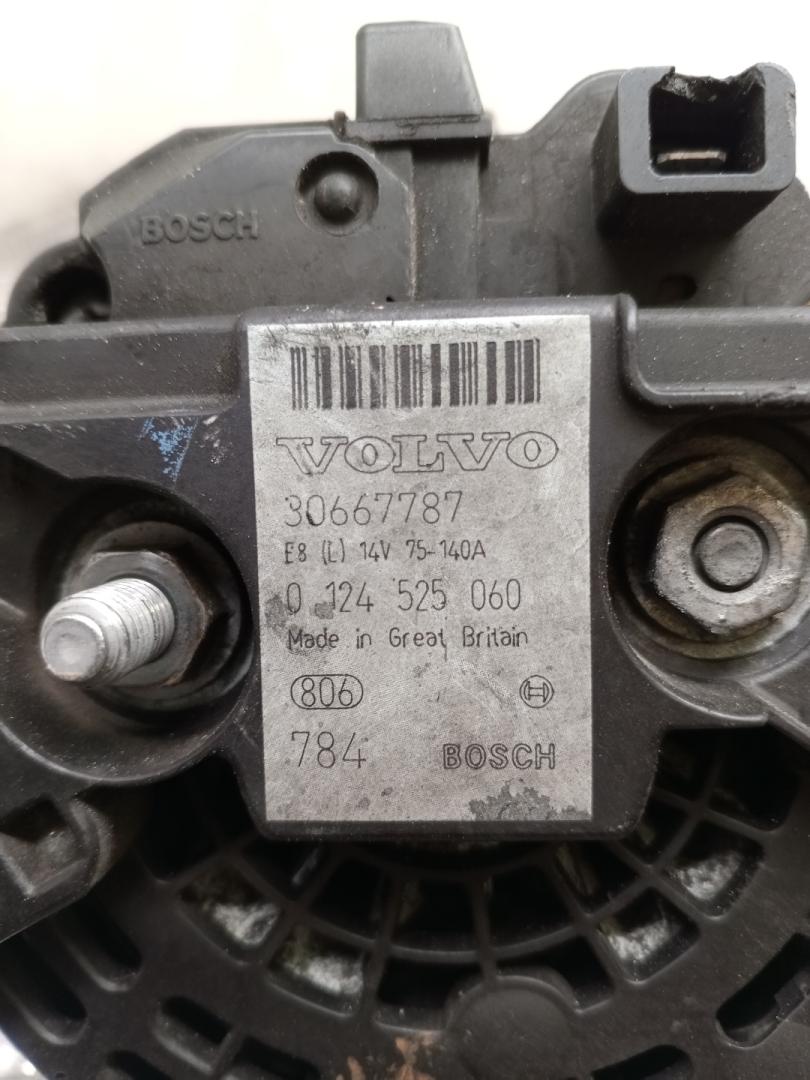 BOSCH
VOLVO
30667787
E8 (L) 14V 75-140A
0 124 525 060
Made in Great Britain
806
784 BOSCH